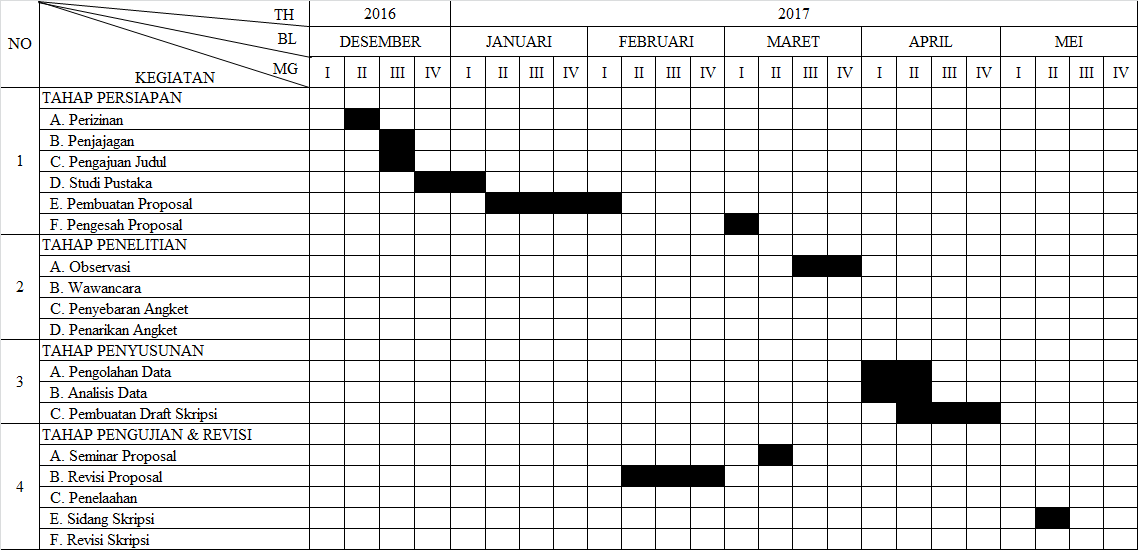 TH 2016 2017
NO BL DESEMBER JANUARI FEBRUARI MARET APRIL MEI
KEGIATAN MG I II III IV I II III IV I II III IV I II III IV I II III IV I II III IV
TAHAP PERSIAPAN
A. Perizinan
B. Penjajagan
1 C. Pengajuan Judul
D. Studi Pustaka
E. Pembuatan Proposal
F. Pengesah Proposal
TAHAP PENELITIAN
A. Observasi
2 B. Wawancara
C. Penyebaran Angket
D. Penarikan Angket
TAHAP PENYUSUNAN
3 A. Pengolahan Data
B. Analisis Data
C. Pembuatan Draft Skripsi
TAHAP PENGUJIAN & REVISI
A. Seminar Proposal
4 B. Revisi Proposal
C. Penelaahan
E. Sidang Skripsi
F. Revisi Skripsi